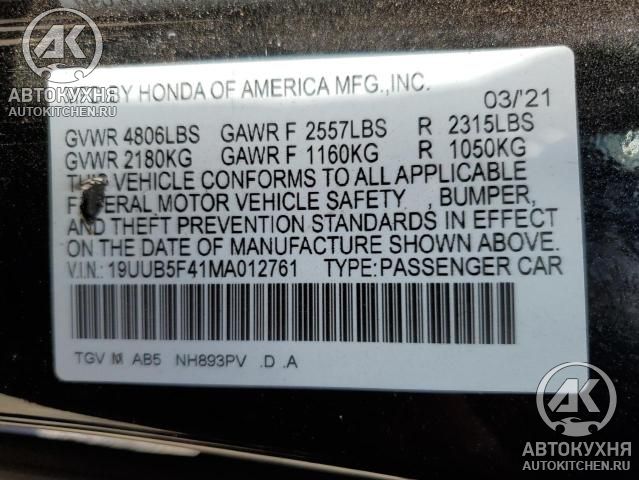 АВТОКУХНЯ
AUTOKITCHEN.RU
BY HONDA OF AMERICA MFG.,INC.
03/'21
GVWR 4806LBS GAWR F 2557LBS R 2315LBS
GVWR 2180KG GAWR F 1160KG R 1050KG
VEHICLE CONFORMS TO ALL APPLICABLE
MOTOR VEHICLE SAFETY , BUMPER,
AND THEFT PREVENTION STANDARDS IN EFFECT
ON THE DATE OF MANUFACTURE SHOWN ABOVE.
V.I.N.: 19UUB5F41MA012761 TYPE:PASSENGER CAR
TGV M AB5 NH893PV .D .A
AK
АВТОКУХНЯ
AUTOKITCHEN.RU